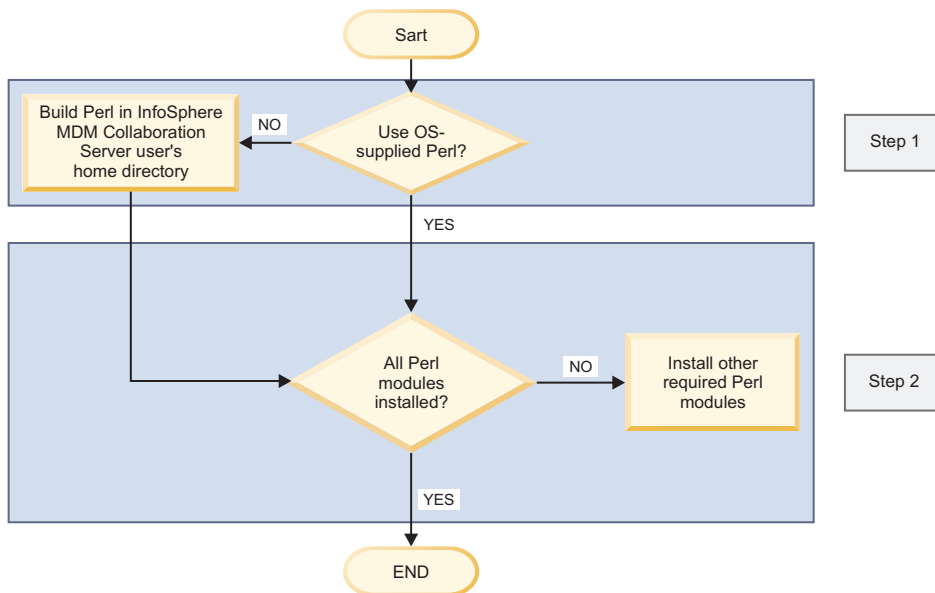 Sart
Build Perl in InfoSphere
MDM Collaboration
Server user's
home directory
NO
Use OS-
supplied Perl?
Step 1
YES
All Perl
modules
installed?
NO
Install other
required Perl
modules
Step 2
YES
END